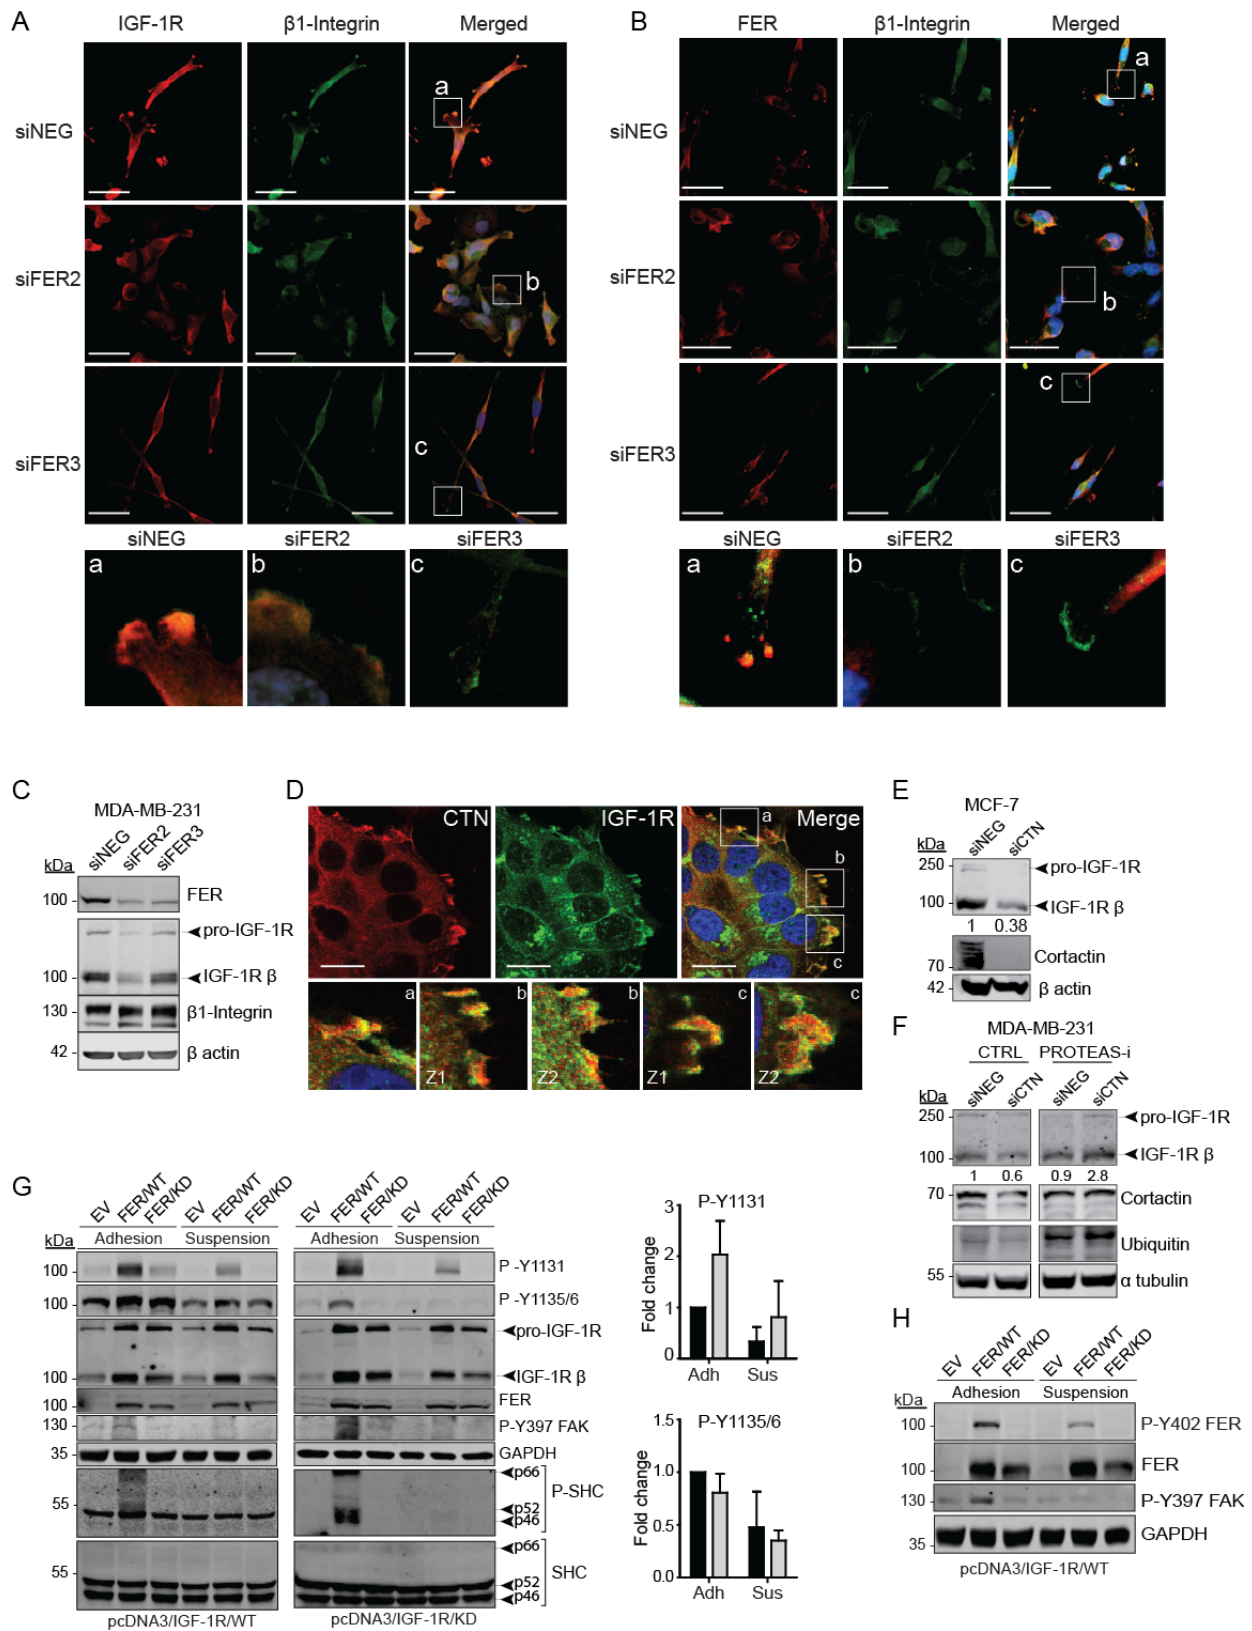 A
IGF-1R β1-Integrin Merged
siNEG
a
siFER2
b
siFER3
c
siNEG siFER2 siFER3
a b c
B
FER β1-Integrin Merged
siNEG
a
siFER2
b
siFER3
c
siNEG siFER2 siFER3
a b c
C
MDA-MB-231
kDa siNEG siFER2 siFER3
100 FER
pro-IGF-1R
100 IGF-1R β
130 β1-Integrin
42 β actin
D
CTN IGF-1R Merge
a
b
c
a b b c c
Z1 Z2 Z1 Z2
E
MCF-7
kDa siNEG siCTN
250 pro-IGF-1R
100 IGF-1R β
1 0.38
Cortactin
70
42 β actin
F
MDA-MB-231
CTRL PROTEAS-i
kDa siNEG siCTN siNEG siCTN
250 pro-IGF-1R
100 IGF-1R β
1 0.6 0.9 2.8
70 Cortactin
Ubiquitin
55 α tubulin
G
EV FER/WT FER/KD EV FER/WT FER/KD EV FER/WT FER/KD EV FER/WT FER/KD
kDa Adhesion Suspension Adhesion Suspension
100 P -Y1131
100 P -Y1135/6
pro-IGF-1R
100 IGF-1R β
100 FER
130 P-Y397 FAK
35 GAPDH
p66
P-SHC
55 p52
p46
p66
55 SHC
p52
p46
pcDNA3/IGF-1R/WT pcDNA3/IGF-1R/KD
P-Y1131
3
2
1
0
Fold change
Adh Sus
P-Y1135/6
1.5
1.0
0.5
0.0
Fold change
Adh Sus
H
EV FER/WT FER/KD EV FER/WT FER/KD
kDa Adhesion Suspension
100 P-Y402 FER
100 FER
130 P-Y397 FAK
35 GAPDH
pcDNA3/IGF-1R/WT